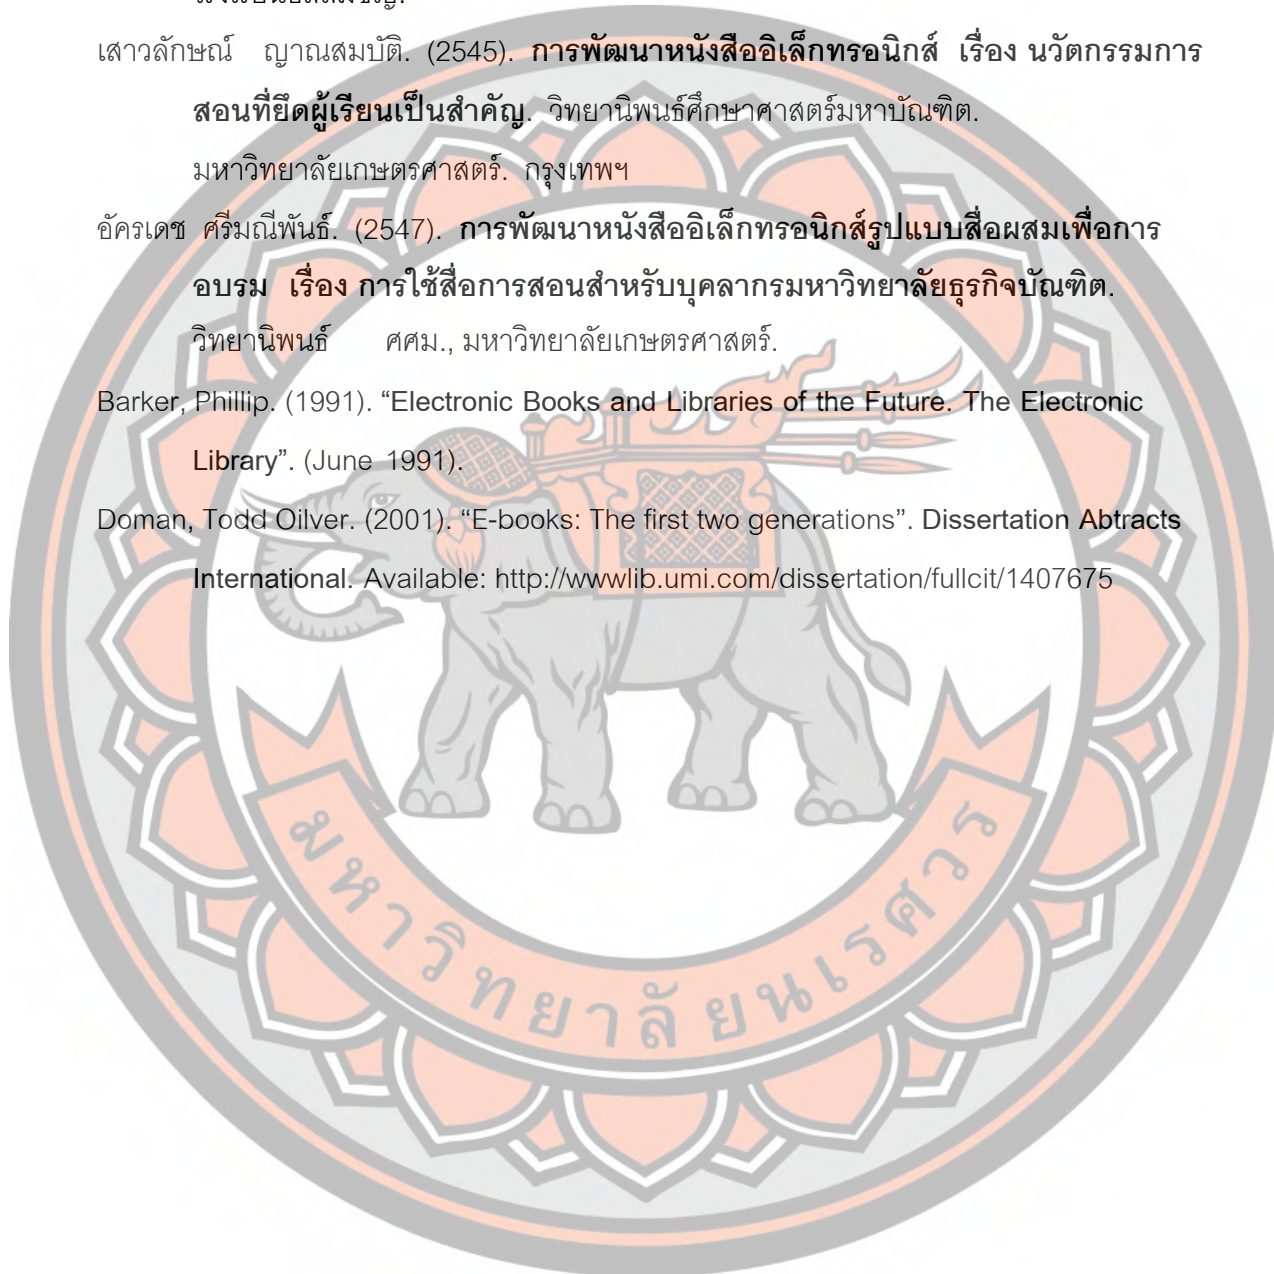 เสาวลักษณ์ ญาณสมบัติ. (2545). การพัฒนาหนังสืออิเล็กทรอนิกส์ เรื่อง นวัตกรรมการ
สอนที่ยึดผู้เรียนเป็นสำคัญ. วิทยานิพนธ์ศึกษาศาสตร์มหาบัณฑิต.
มหาวิทยาลัยเกษตรศาสตร์. กรุงเทพฯ
อัครเดช ศรีมณีพันธ์. (2547). การพัฒนาหนังสืออิเล็กทรอนิกส์รูปแบบสื่อผสมเพื่อการ
อบรม เรื่อง การใช้สื่อการสอนสำหรับบุคลากรมหาวิทยาลัยธุรกิจบัณฑิต.
วิทยานิพนธ์ ศศม., มหาวิทยาลัยเกษตรศาสตร์.
Barker, Phillip. (1991). “Electronic Books and Libraries of the Future. The Electronic
Library”. (June 1991).
Doman, Todd Oilver. (2001). “E-books: The first two generations”. Dissertation Abtracts
International. Available: http://wwwlib.umi.com/dissertation/fullcit/1407675
มหาวิทยาลัยนเรศวร